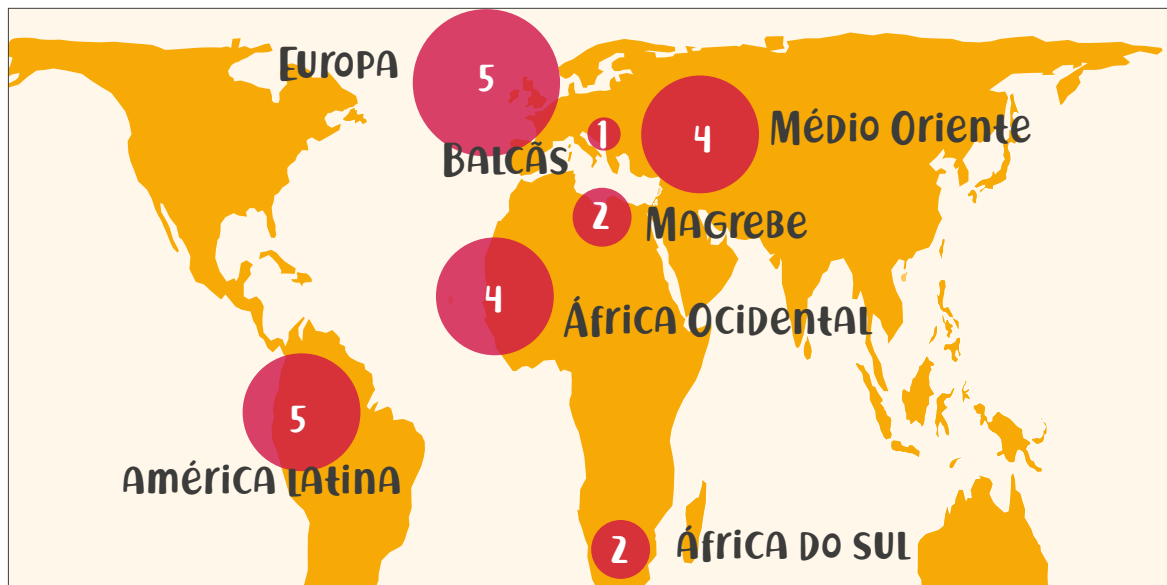 Europa
5
Balcãs
1
4
Médio Oriente
2
Magrebe
4
África Ocidental
5
América Latina
2
África do Sul